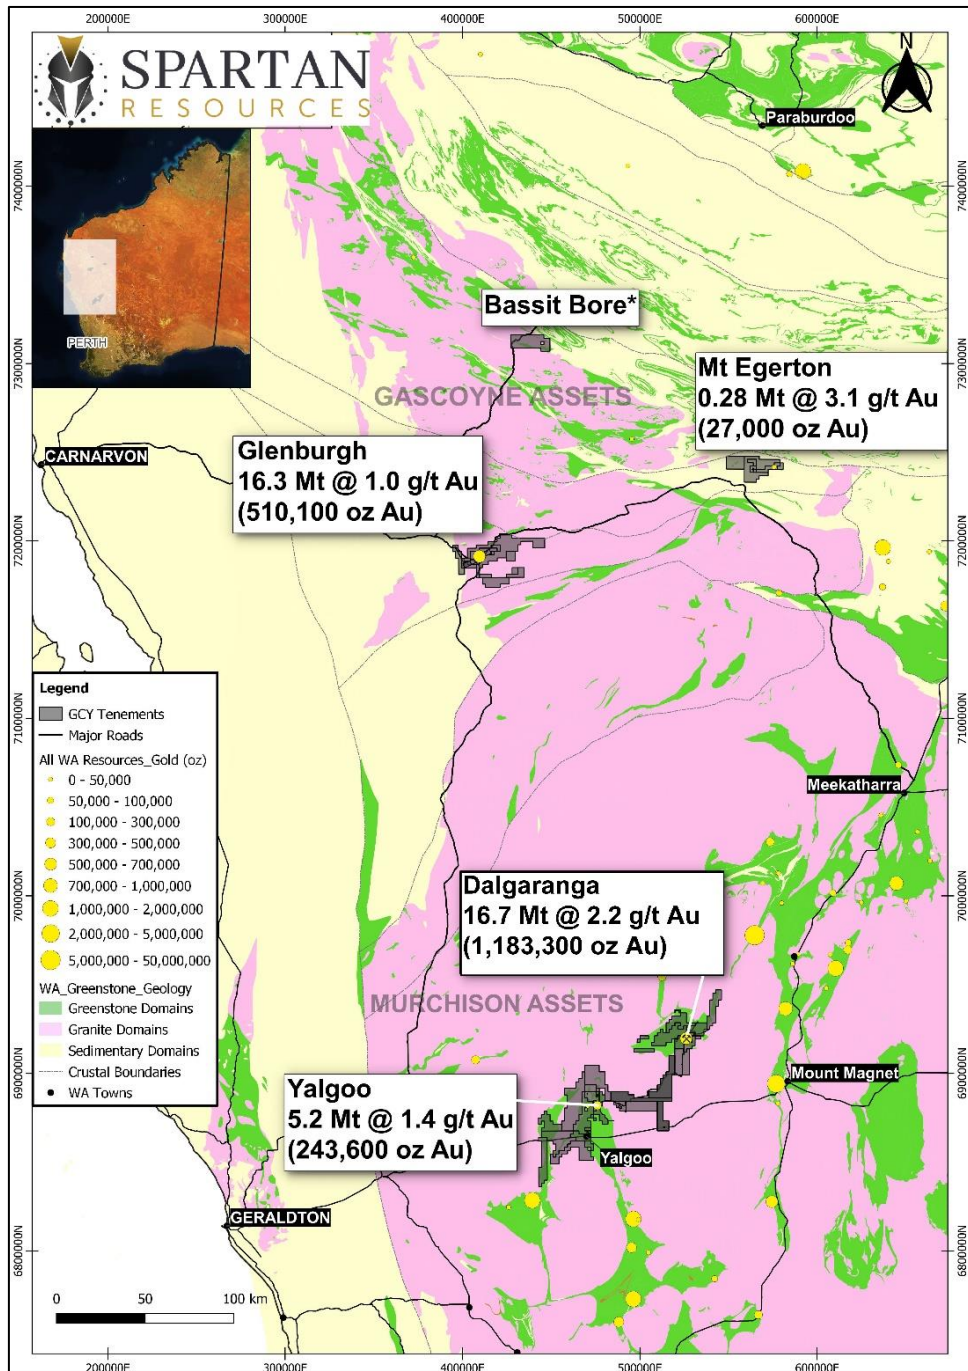 200000E
300000E
400000E
500000E
600000E
SPARTAN
RESOURCES
N
Paraburdoo
7400000N
7400000N
PERTH
Bassit Bore*
7300000N
7300000N
Mt Egerton
0.28 Mt @ 3.1 g/t Au
(27,000 oz Au)
GASCOYNE ASSETS
Glenburgh
16.3 Mt @ 1.0 g/t Au
(510,100 oz Au)
CARNARVON
7200000N
7200000N
Legend
GCY Tenements
Major Roads
All WA Resources_Gold (oz)
0 - 50,000
50,000 - 100,000
100,000 - 300,000
300,000 - 500,000
500,000 - 700,000
700,000 - 1,000,000
1,000,000 - 2,000,000
2,000,000 - 5,000,000
5,000,000 - 50,000,000
WA_Greenstone_Geology
Greenstone Domains
Granite Domains
Sedimentary Domains
Crustal Boundaries
WA Towns
7100000N
7100000N
Meekatharra
Dalgaranga
16.7 Mt @ 2.2 g/t Au
(1,183,300 oz Au)
7000000N
7000000N
MURCHISON ASSETS
Mount Magnet
6900000N
6900000N
Yalgoo
5.2 Mt @ 1.4 g/t Au
(243,600 oz Au)
Yalgoo
GERALDTON
6800000N
6800000N
0
50
100 km
200000E
300000E
400000E
500000E
600000E